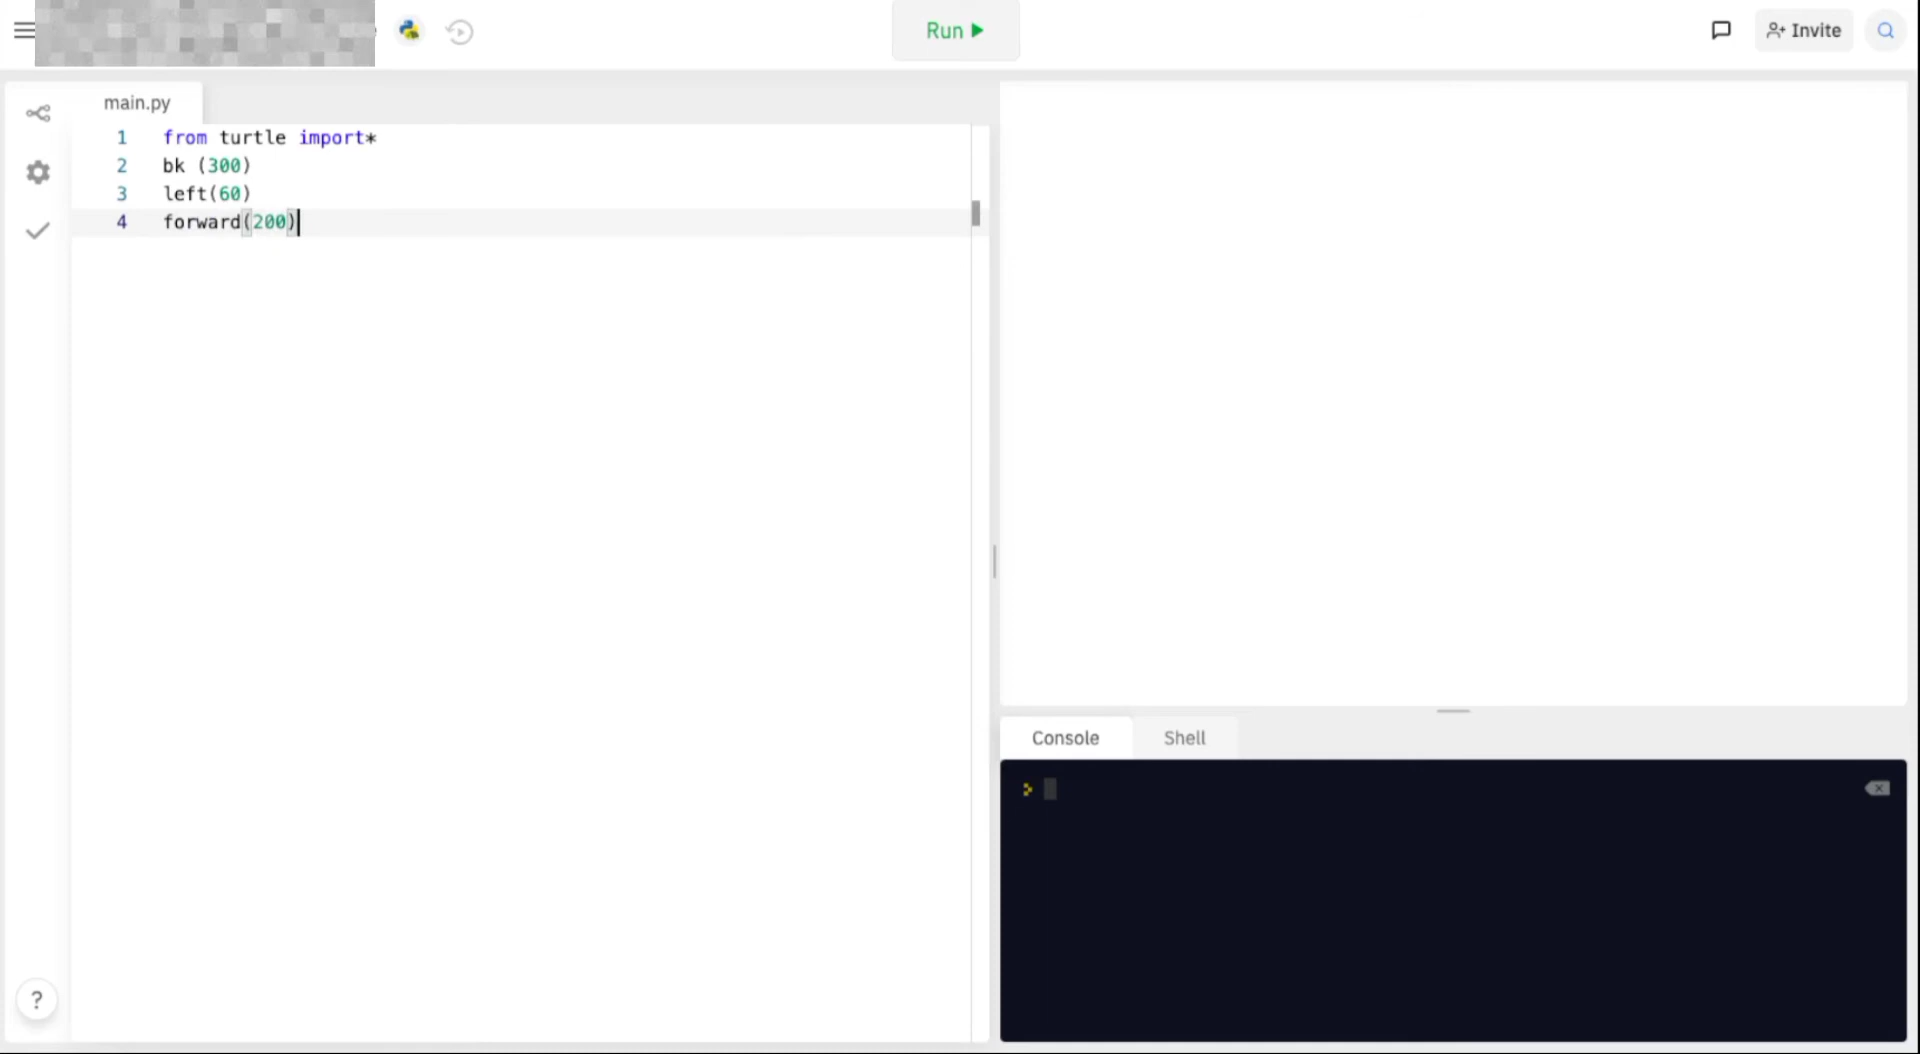 Run
Invite
main.py
1 from turtle import*
2 bk (300)
3 left(60)
4 forward(200)
Console
Shell
?